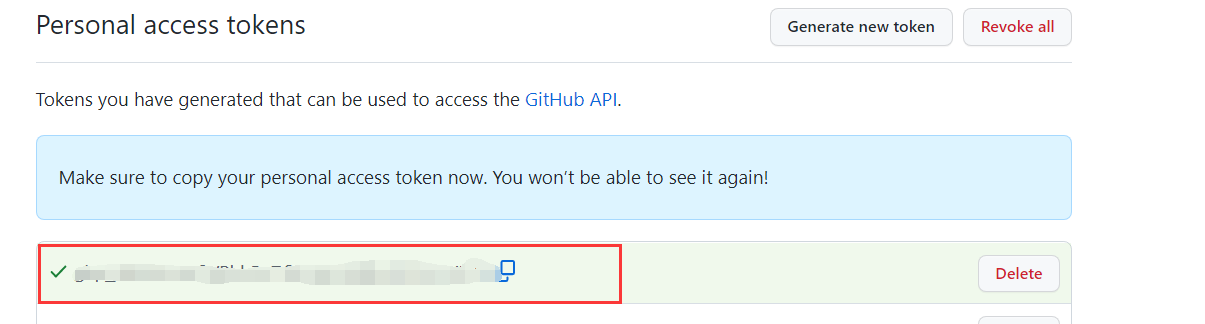 Personal access tokens
Generate new token
Revoke all
Tokens you have generated that can be used to access the GitHub API.
Make sure to copy your personal access token now. You won’t be able to see it again!
Delete